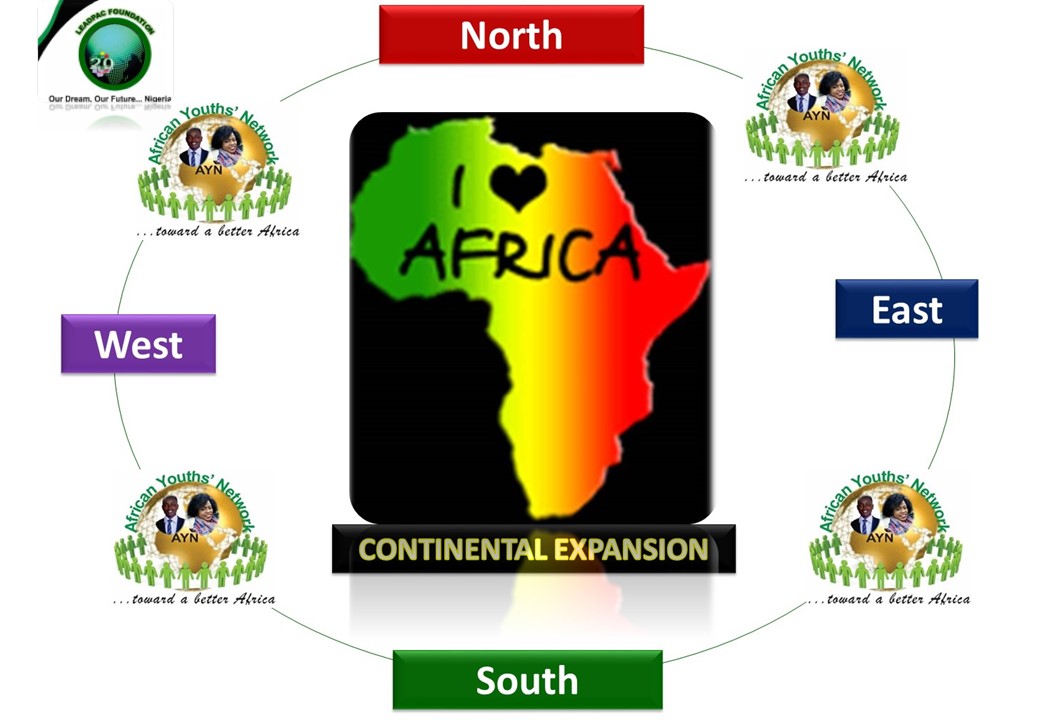 LEADPAC FOUNDATION
20
Our Dream. Our Future... Nigeria
North
African Youths' Network
AYN
...toward a better Africa
African Youths' Network
AYN
...toward a better Africa
I ♥
AFRICA
East
West
African Youths' Network
AYN
...toward a better Africa
African Youths' Network
AYN
...toward a better Africa
CONTINENTAL EXPANSION
South